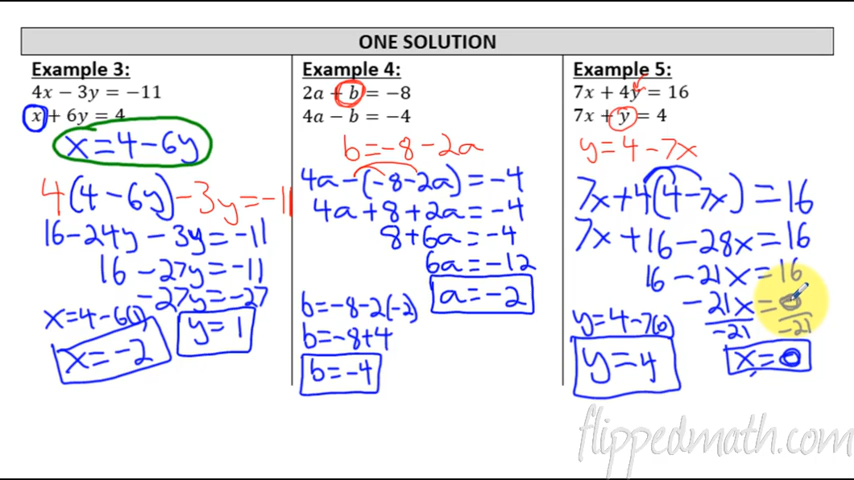 ONE SOLUTION
Example 3:
4x − 3y = −11
x + 6y = 4
x = 4 − 6y
4(4 − 6y) − 3y = −11
16 − 24y − 3y = −11
16 − 27y = −11
−27y = −27
y = 1
x = 4 − 6(1)
x = −2
Example 4:
2a + b = −8
4a − b = −4
b = −8 − 2a
4a − (−8 − 2a) = −4
4a + 8 + 2a = −4
8 + 6a = −4
6a = −12
a = −2
b = −8 − 2(−2)
b = −8 + 4
b = −4
Example 5:
7x + 4y = 16
7x + y = 4
y = 4 − 7x
7x + 4(4 − 7x) = 16
7x + 16 − 28x = 16
16 − 21x = 16
−21x = 0
−21 −21
x = 0
y = 4 − 7(0)
y = 4
flippedmath.com